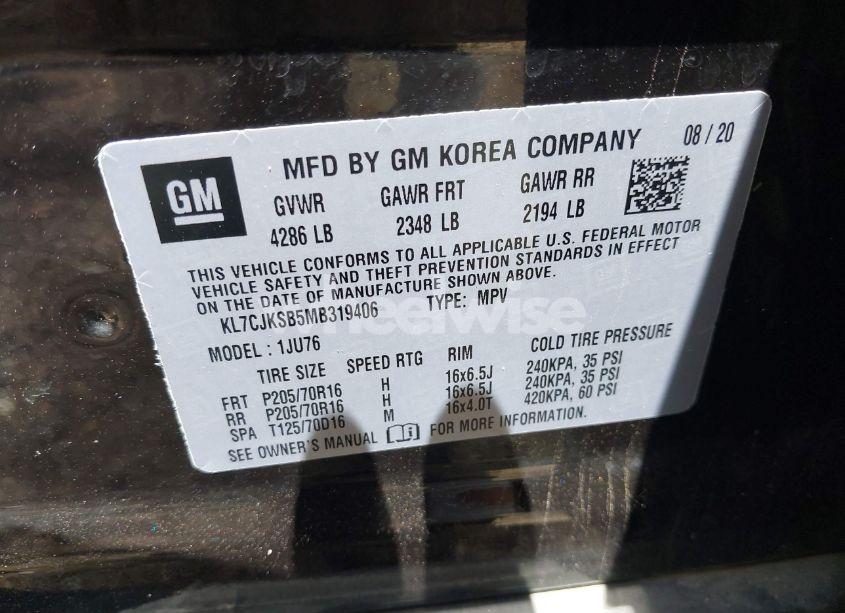 GM
MFD BY GM KOREA COMPANY 08 / 20
GVWR GAWR FRT GAWR RR
4286 LB 2348 LB 2194 LB
THIS VEHICLE CONFORMS TO ALL APPLICABLE U.S. FEDERAL MOTOR
VEHICLE SAFETY AND THEFT PREVENTION STANDARDS IN EFFECT
ON THE DATE OF MANUFACTURE SHOWN ABOVE.
KL7CJKSB5MB319406 TYPE: MPV
wheelwise
MODEL : 1JU76
TIRE SIZE SPEED RTG RIM COLD TIRE PRESSURE
FRT P205/70R16 H 16x6.5J 240KPA, 35 PSI
RR P205/70R16 H 16x6.5J 240KPA, 35 PSI
SPA T125/70D16 M 16x4.0T 420KPA, 60 PSI
SEE OWNER'S MANUAL FOR MORE INFORMATION.